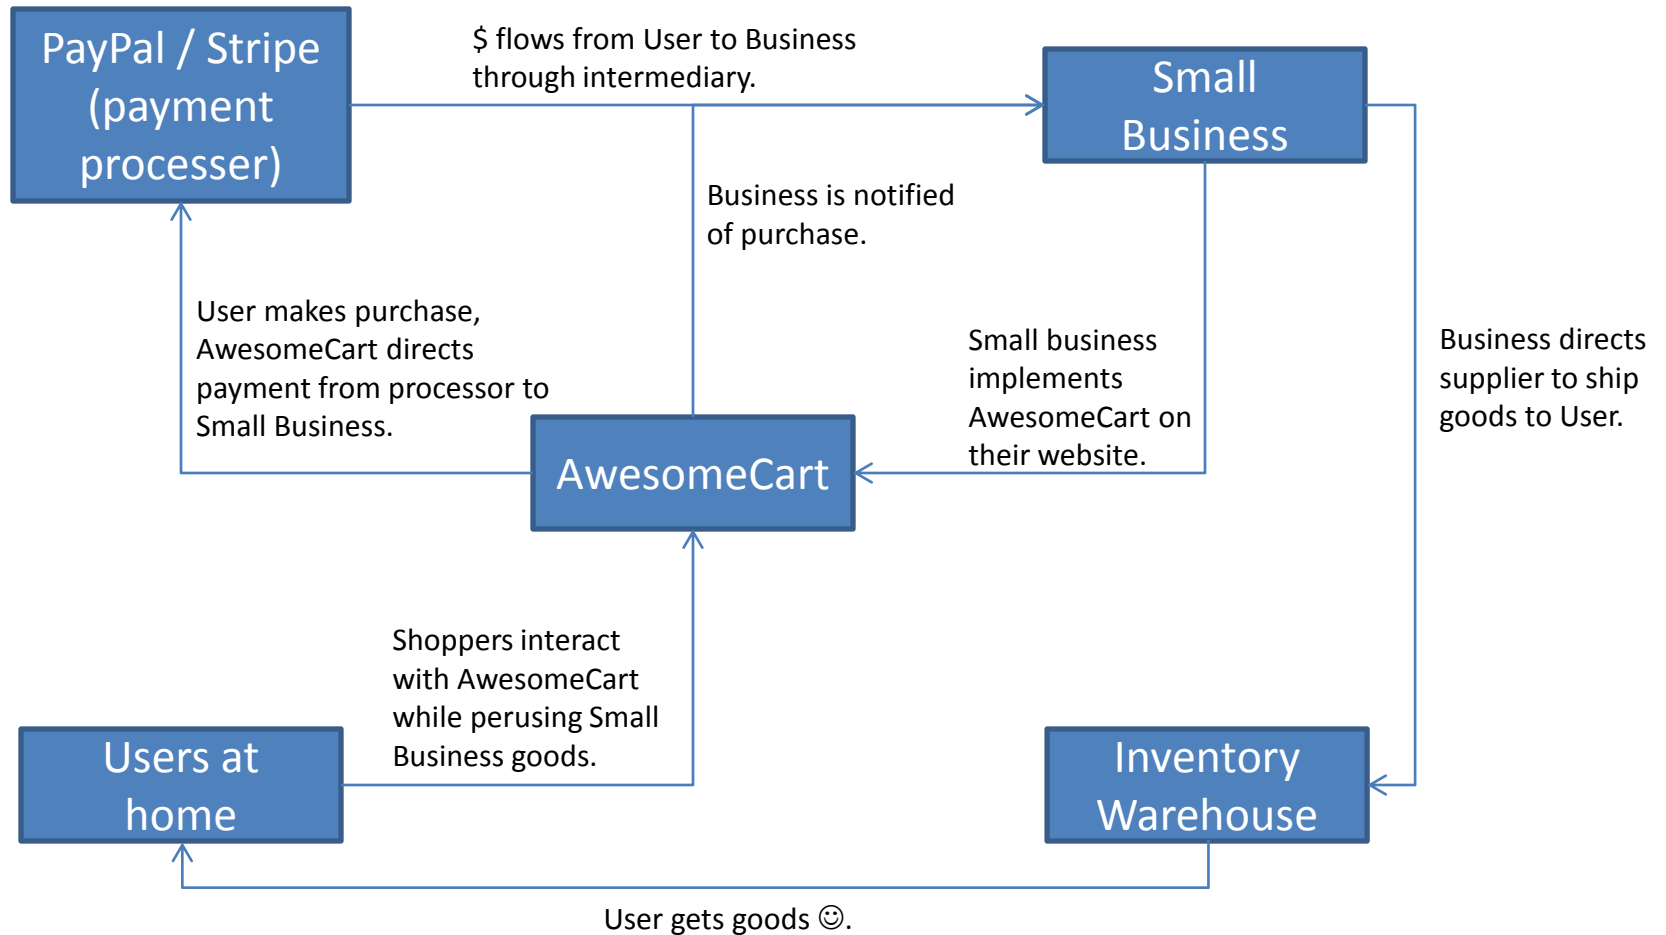 PayPal / Stripe
(payment
processer)
$ flows from User to Business
through intermediary.
Small
Business
Business is notified
of purchase.
User makes purchase,
AwesomeCart directs
payment from processor to
Small Business.
Small business
implements
AwesomeCart on
their website.
Business directs
supplier to ship
goods to User.
AwesomeCart
Shoppers interact
with AwesomeCart
while perusing Small
Business goods.
Users at
home
Inventory
Warehouse
User gets goods ☺.